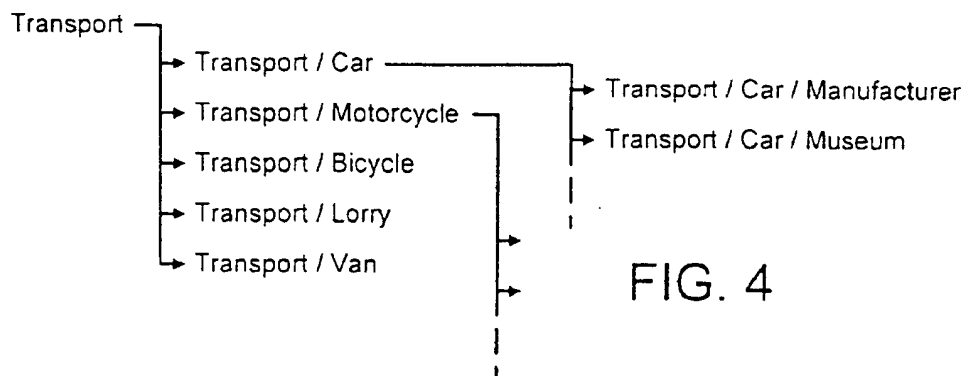 Transport
Transport / Car
Transport / Car / Manufacturer
Transport / Motorcycle
Transport / Car / Museum
Transport / Bicycle
Transport / Lorry
Transport / Van
FIG. 4